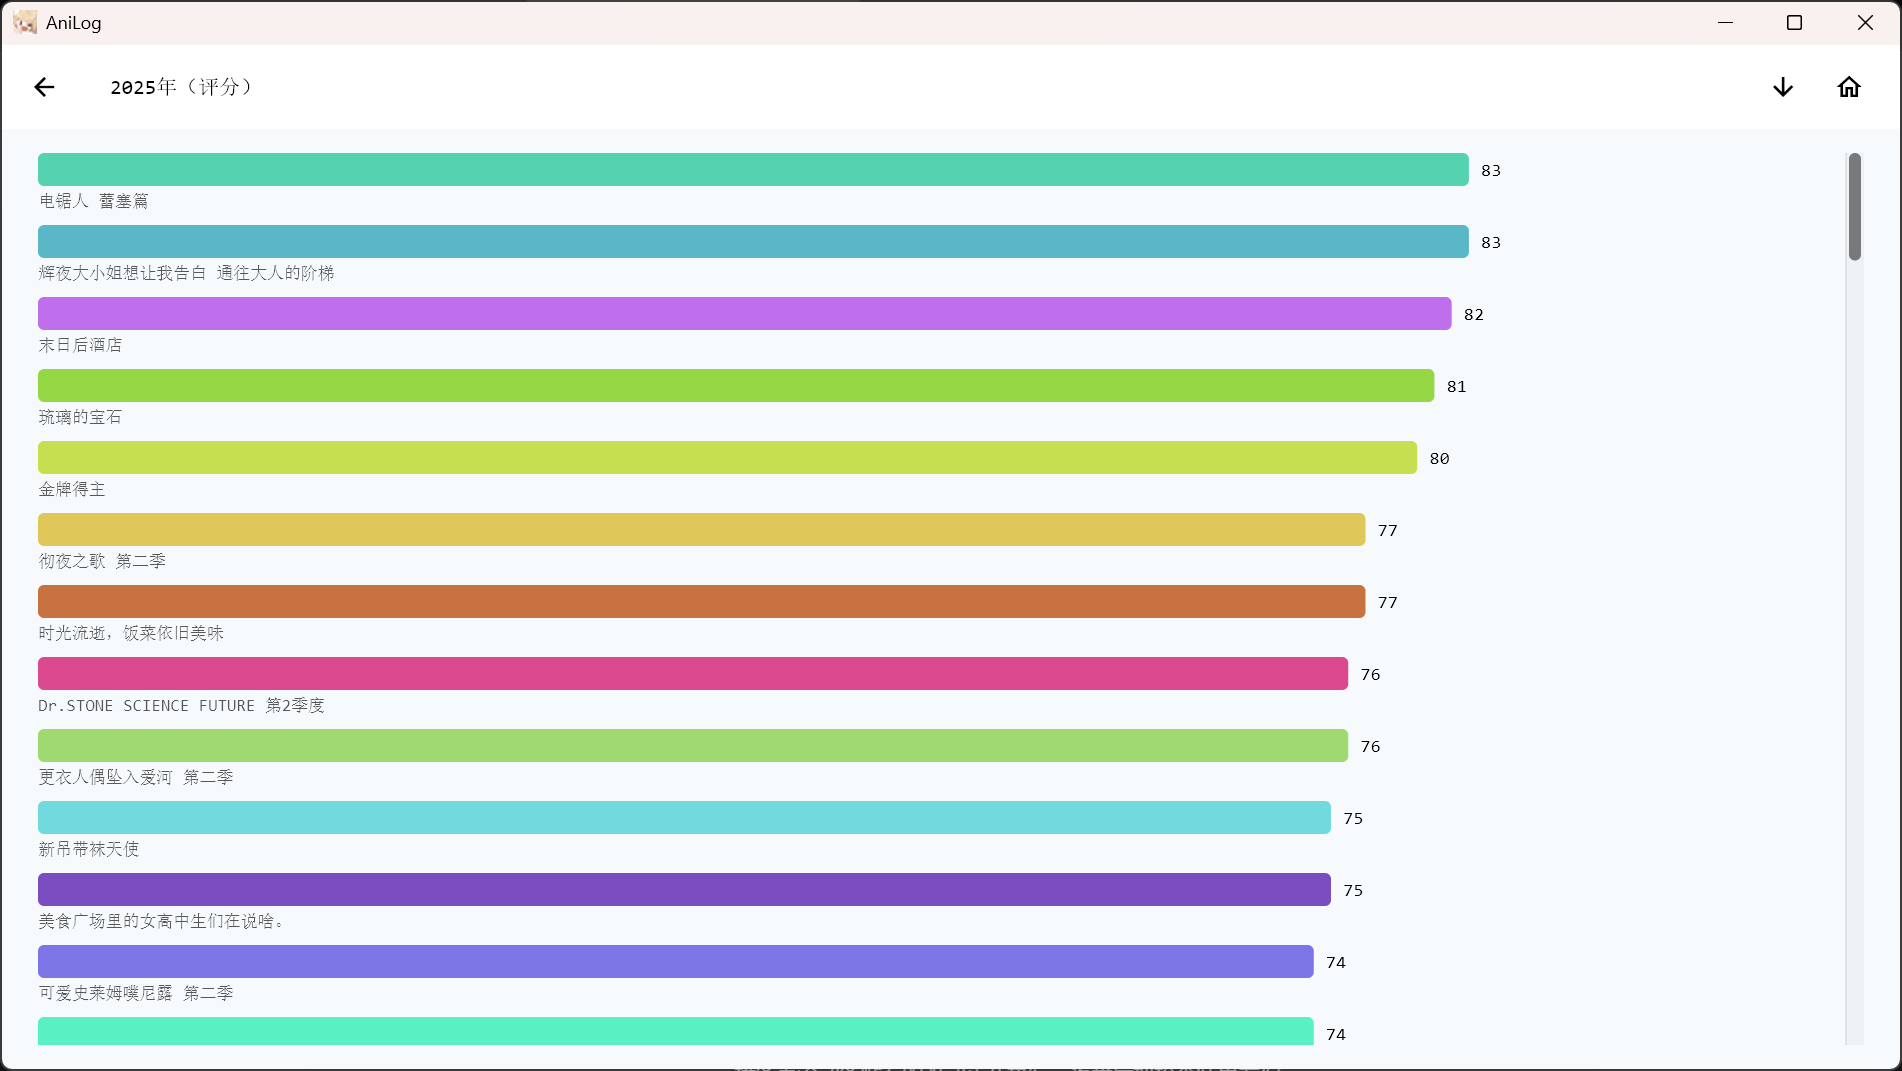 AniLog
2025年（评分）
83
电锯人 蕾塞篇
83
辉夜大小姐想让我告白 通往大人的阶梯
82
末日后酒店
81
琉璃的宝石
80
金牌得主
77
彻夜之歌 第二季
77
时光流逝，饭菜依旧美味
76
Dr.STONE SCIENCE FUTURE 第2季度
76
更衣人偶坠入爱河 第二季
75
新吊带袜天使
75
美食广场里的女高中生们在说啥。
74
可爱史莱姆噗尼露 第二季
74